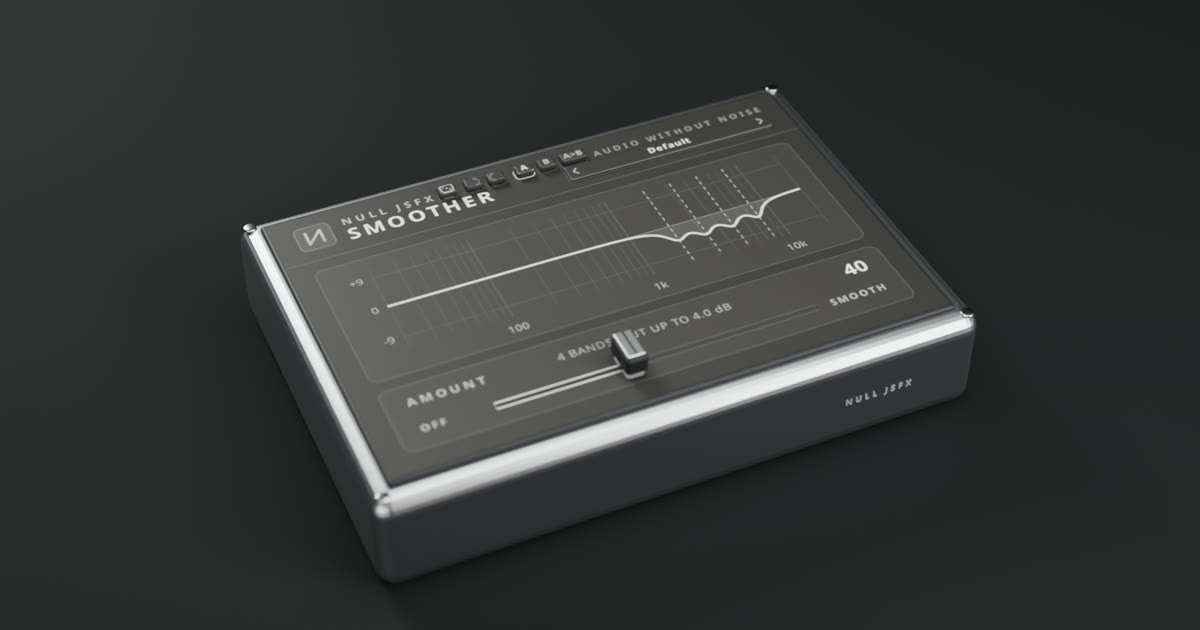 NULL JSFX
SMOOTHER
A
B
A>B
AUDIO WITHOUT NOISE
< Default >
+9
0
-9
100
1k
10k
AMOUNT
4 BANDS UP TO 4.0 dB
40
OFF
SMOOTH
NULL JSFX